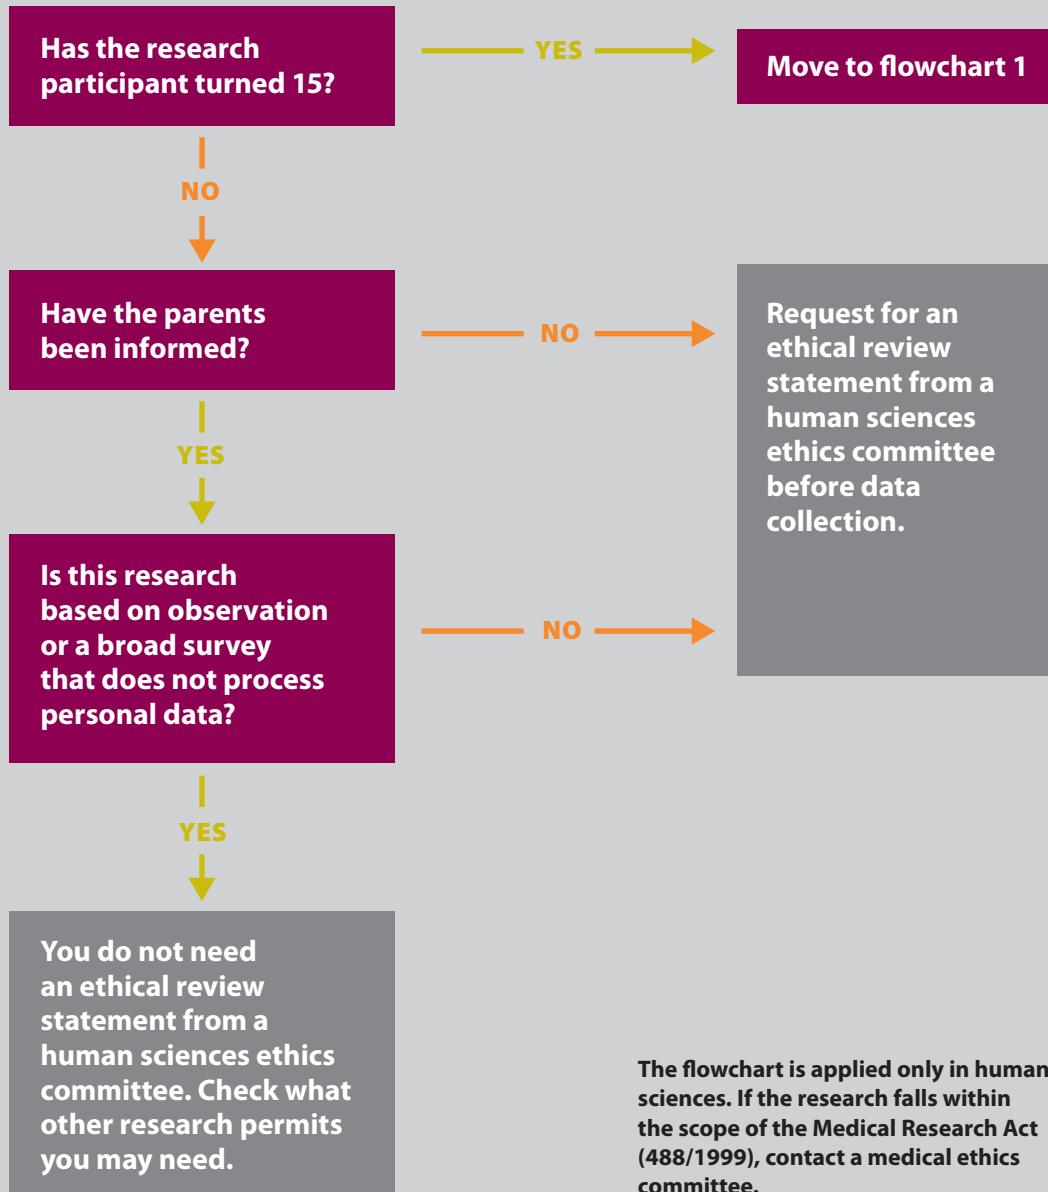 Has the research
participant turned 15?
YES
Move to flowchart 1
NO
Have the parents
been informed?
NO
Request for an
ethical review
statement from a
human sciences
ethics committee
before data
collection.
YES
Is this research
based on observation
or a broad survey
that does not process
personal data?
NO
YES
You do not need
an ethical review
statement from a
human sciences ethics
committee. Check what
other research permits
you may need.
The flowchart is applied only in human
sciences. If the research falls within
the scope of the Medical Research Act
(488/1999), contact a medical ethics
committee.